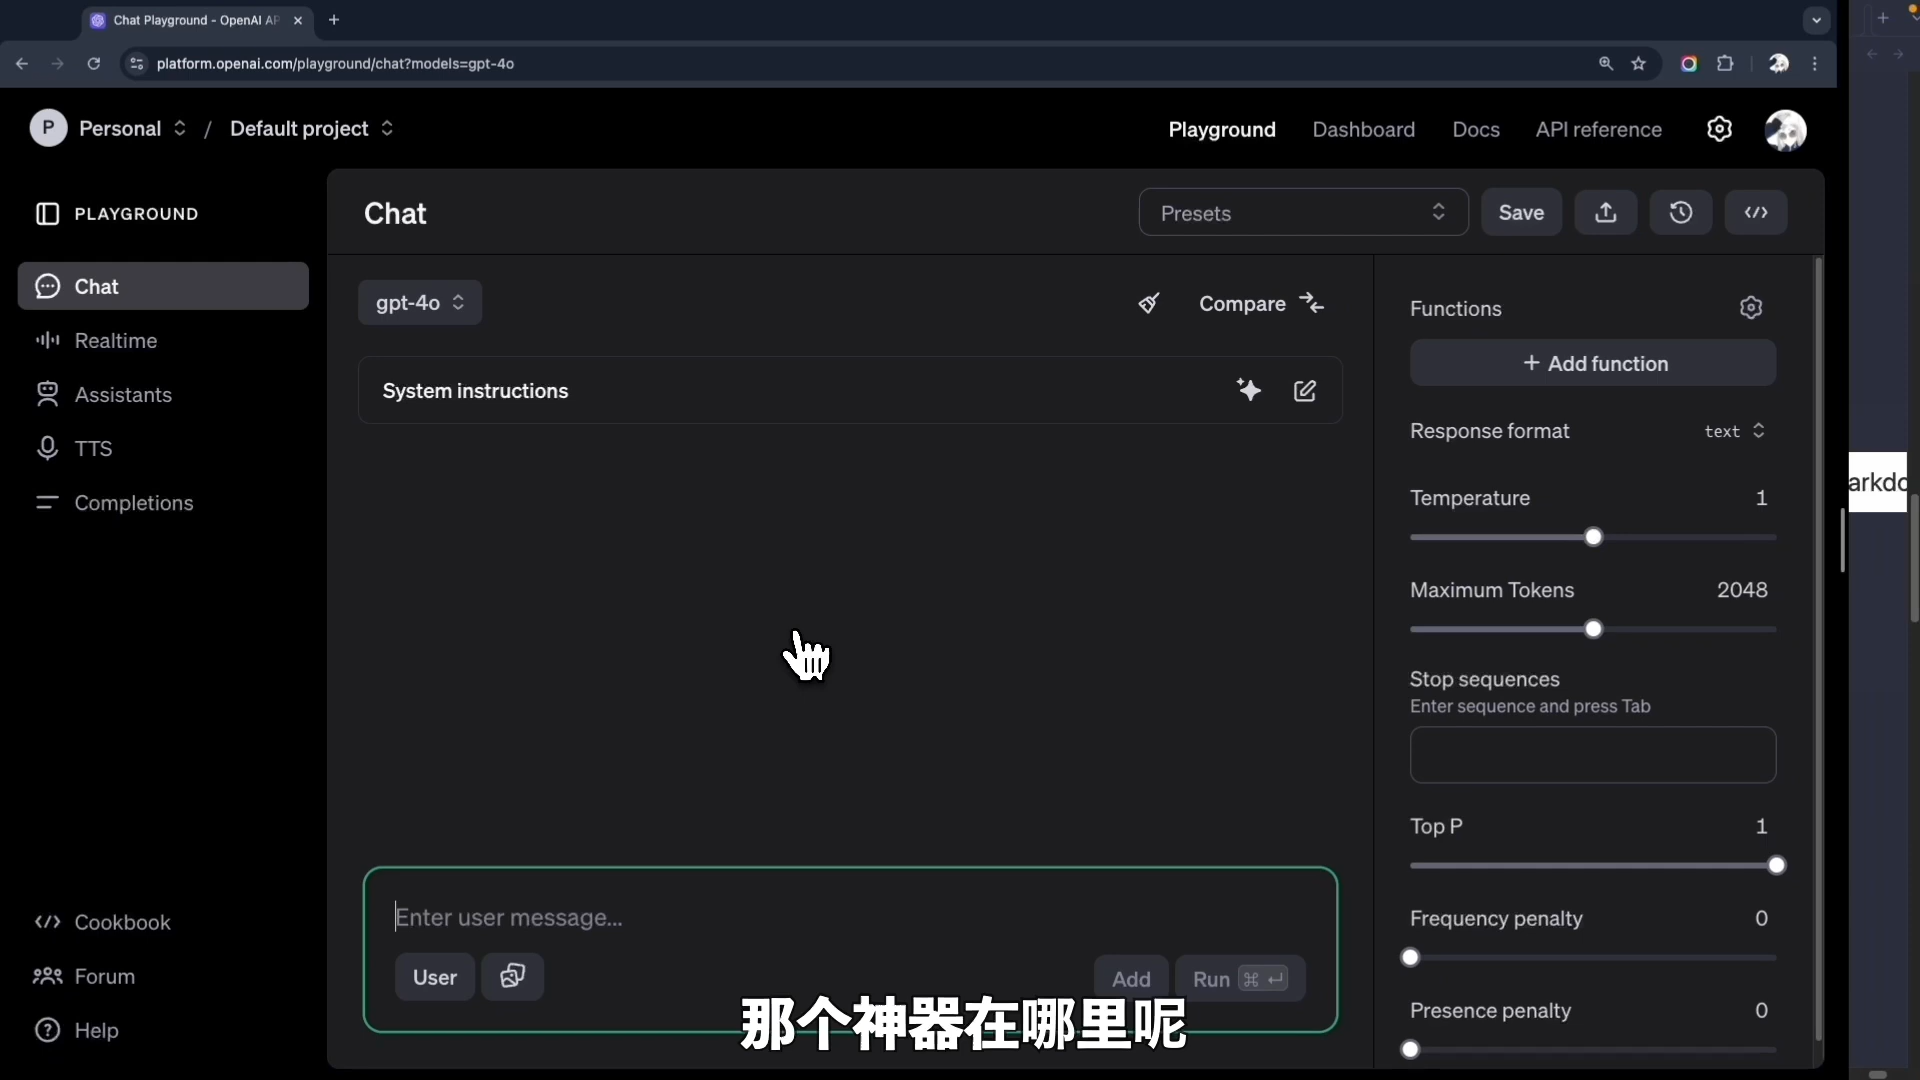 Chat Playground - OpenAI AP
platform.openai.com/playground/chat?models=gpt-4o
P Personal / Default project
Playground Dashboard Docs API reference
PLAYGROUND
Chat
Realtime
Assistants
TTS
Completions
Cookbook
Forum
Help
Chat
Presets
Save
gpt-4o
Compare
System instructions
Enter user message...
User
Add
Run ⌘ ↵
Functions
+ Add function
Response format text
Temperature 1
Maximum Tokens 2048
Stop sequences
Enter sequence and press Tab
Top P 1
Frequency penalty 0
Presence penalty 0
arkdo
那个神器在哪里呢